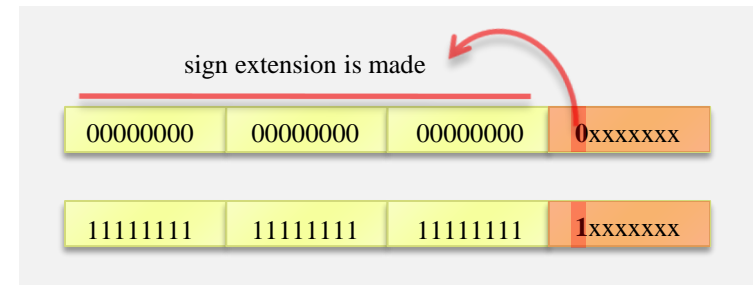 sign extension is made
00000000 00000000 00000000 0xxxxxxx
11111111 11111111 11111111 1xxxxxxx